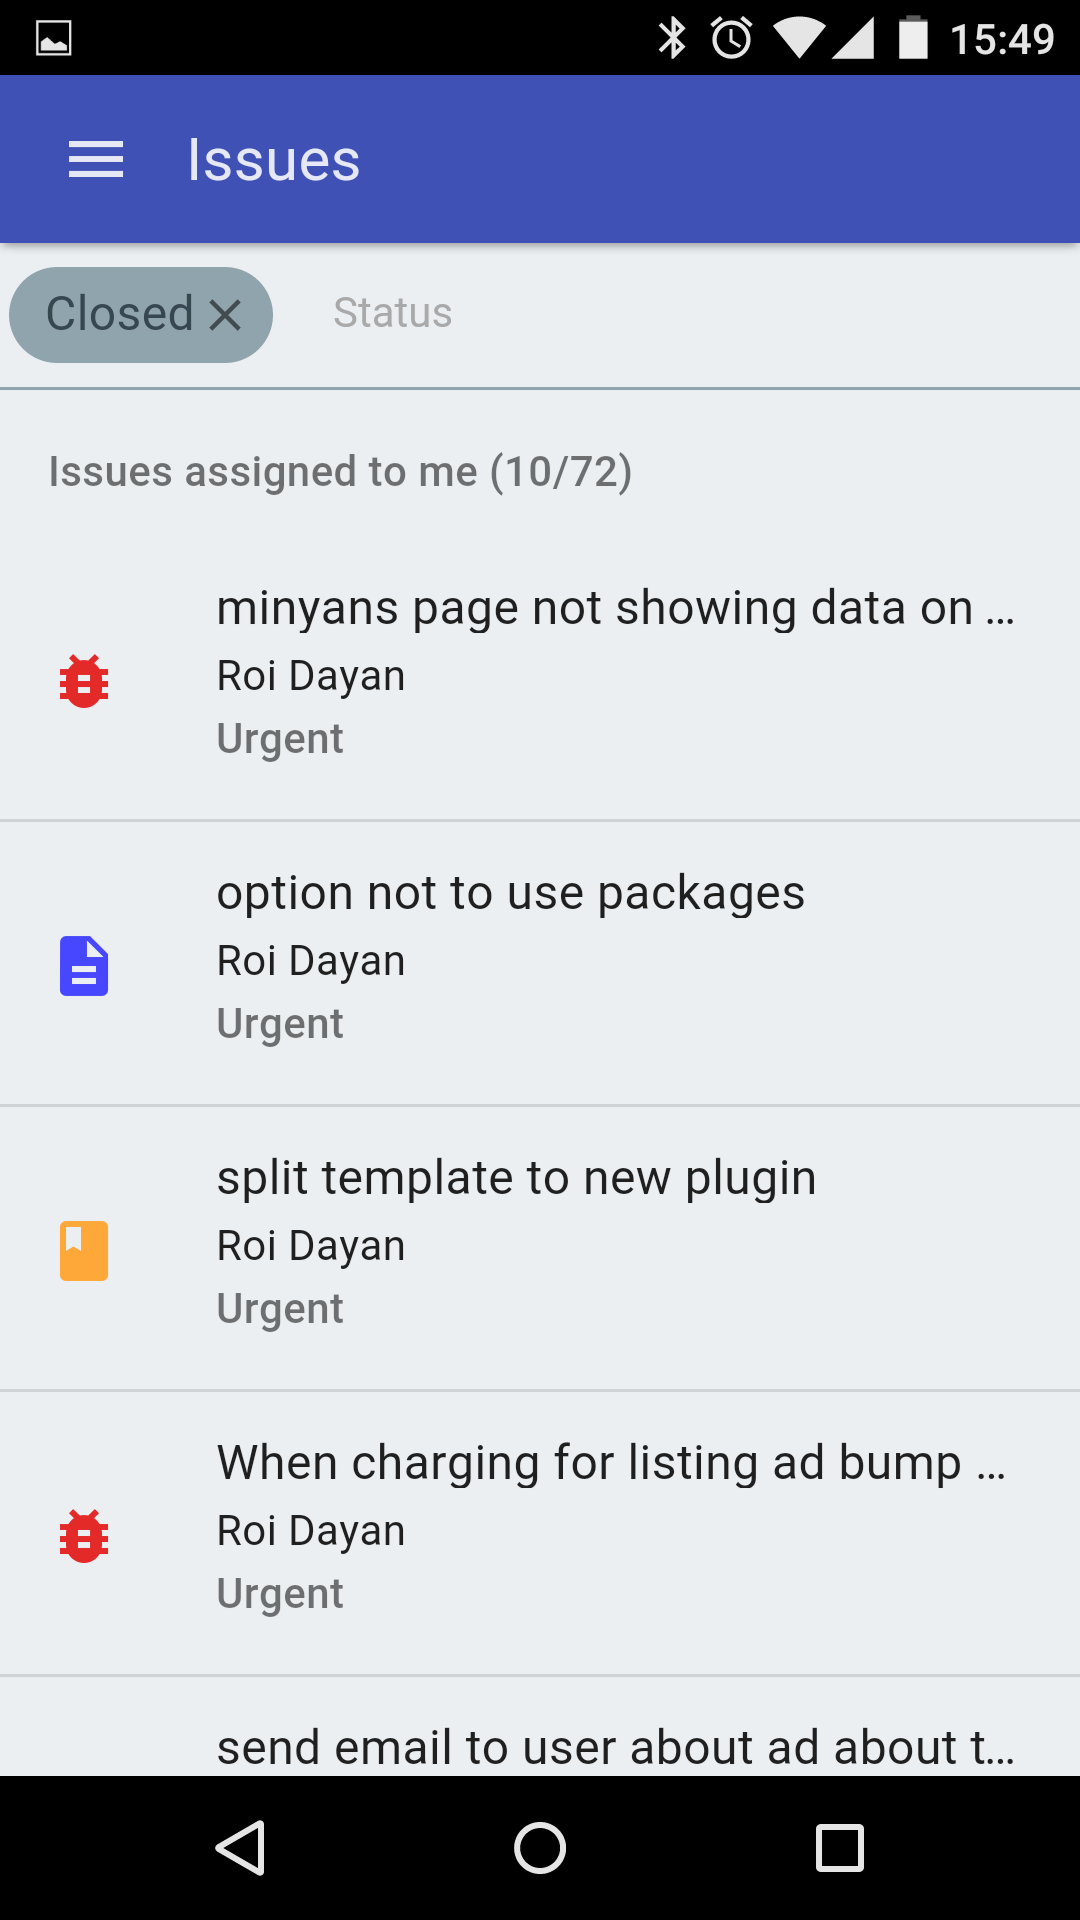 15:49
Issues
Closed Status
Issues assigned to me (10/72)
minyans page not showing data on ...
Roi Dayan
Urgent
option not to use packages
Roi Dayan
Urgent
split template to new plugin
Roi Dayan
Urgent
When charging for listing ad bump ...
Roi Dayan
Urgent
send email to user about ad about t...